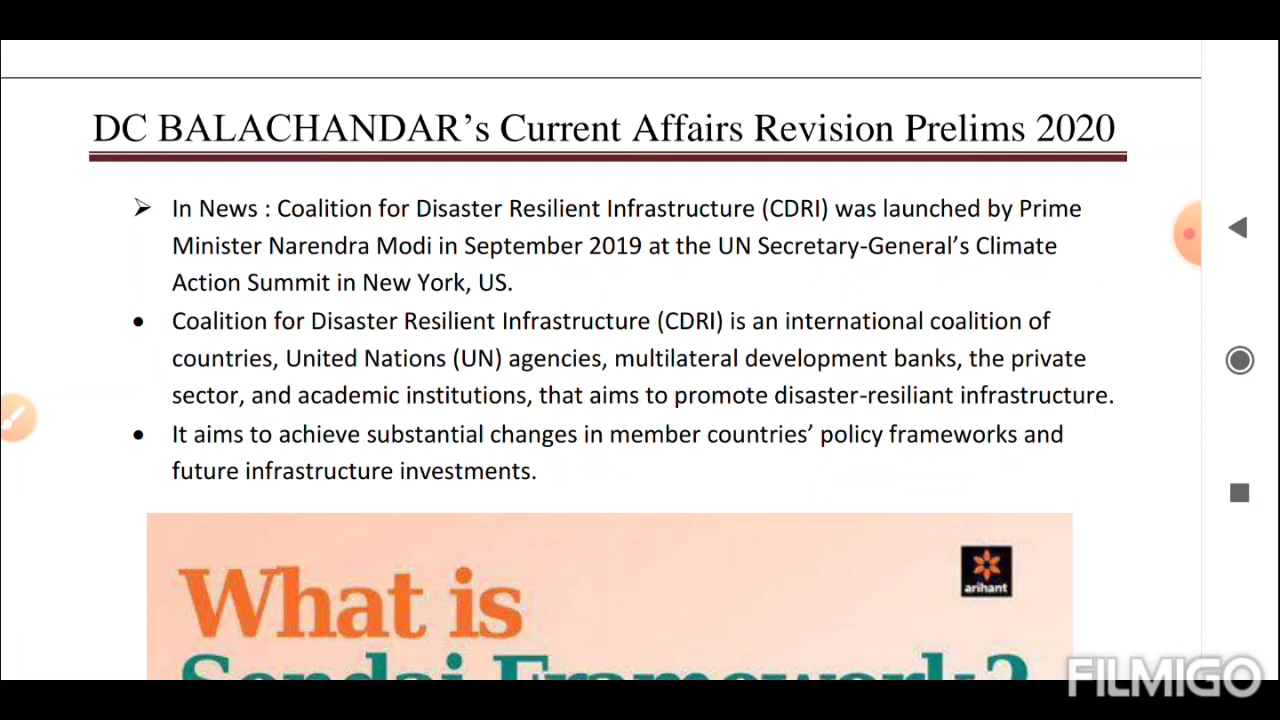 DC BALACHANDAR’s Current Affairs Revision Prelims 2020
➢ In News : Coalition for Disaster Resilient Infrastructure (CDRI) was launched by Prime
Minister Narendra Modi in September 2019 at the UN Secretary-General’s Climate
Action Summit in New York, US.
• Coalition for Disaster Resilient Infrastructure (CDRI) is an international coalition of
countries, United Nations (UN) agencies, multilateral development banks, the private
sector, and academic institutions, that aims to promote disaster-resiliant infrastructure.
• It aims to achieve substantial changes in member countries’ policy frameworks and
future infrastructure investments.
arihant
What is
Sendai Framework?
FILMIGO